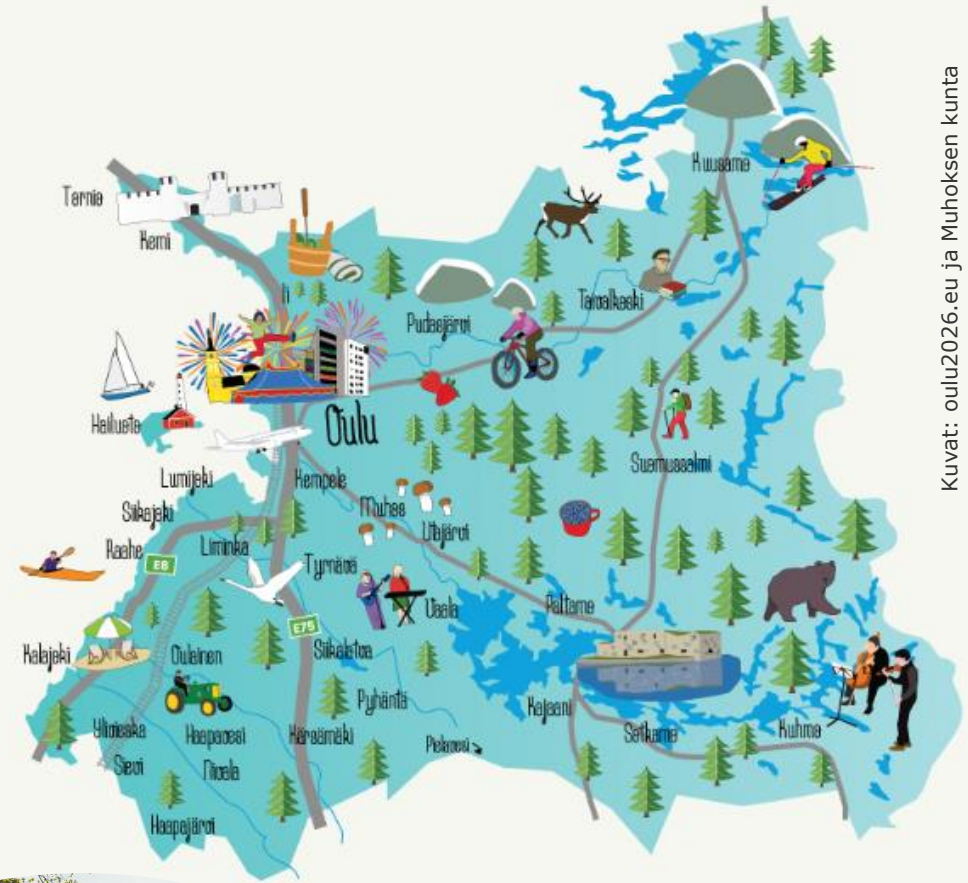 Kuusamo
Tornio
Kemi
Ii
Taivalkoski
Pudasjärvi
Oulu
Hailuoto
Suomussalmi
Lumijoki
Kempele
Siikajoki
Muhos
Utajärvi
Raahe
Liminka
E8
Tyrnävä
Vaala
Paltamo
E75
Kalajoki
Oulainen
Siikalatva
Pyhäntä
Kajaani
Ylivieska
Haapavesi
Kärsämäki
Pielavesi
Sotkamo
Kuhmo
Sievi
Nivala
Haapajärvi
Kuvat: oulu2026.eu ja Muhoksen kunta